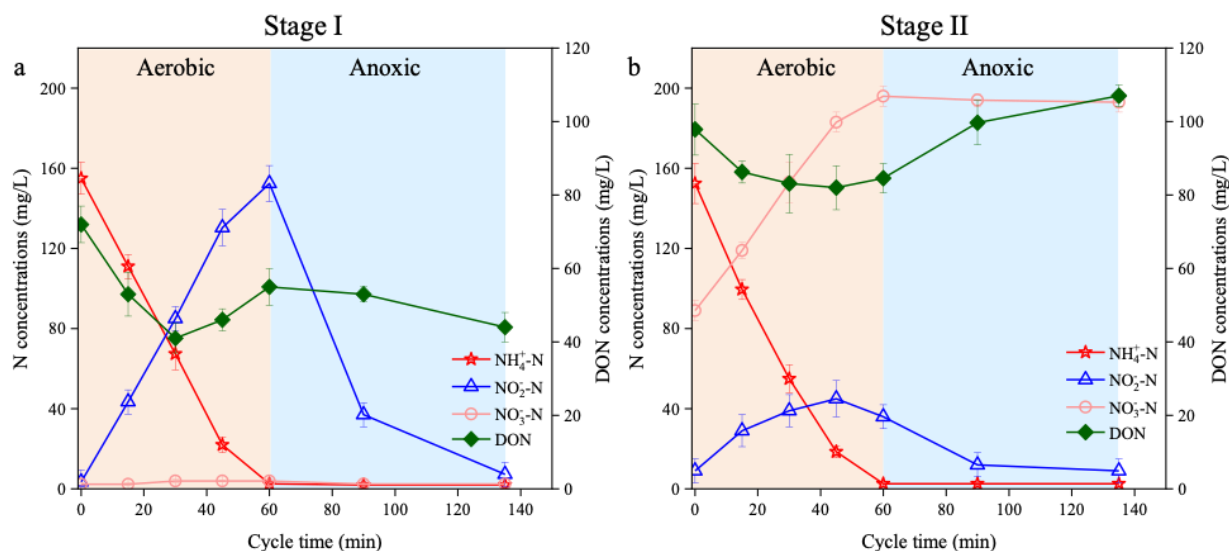 Stage I
Stage II
a
Aerobic
Anoxic
N concentrations (mg/L)
200
160
120
80
40
0
DON concentrations (mg/L)
120
100
80
60
40
20
0
NH₄⁺-N
NO₂⁻-N
NO₃⁻-N
DON
0 20 40 60 80 100 120 140
Cycle time (min)
b
Aerobic
Anoxic
N concentrations (mg/L)
200
160
120
80
40
0
DON concentrations (mg/L)
120
100
80
60
40
20
0
NH₄⁺-N
NO₂⁻-N
NO₃⁻-N
DON
0 20 40 60 80 100 120 140
Cycle time (min)